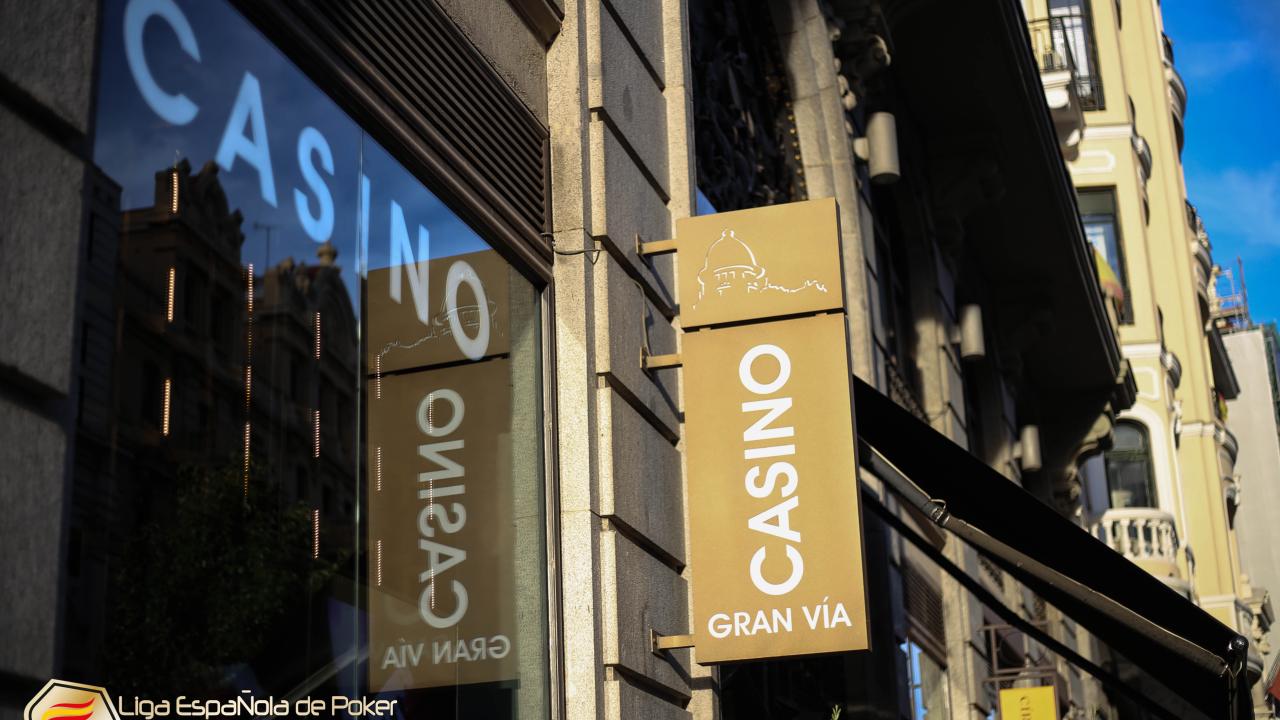 CASINO
CASINO
GRAN VÍA
CASINO
GRAN VÍA
Liga EspaÑola de Poker